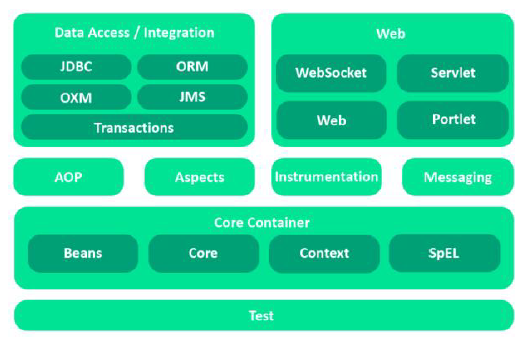 Data Access / Integration
JDBC
ORM
OXM
JMS
Transactions
Web
WebSocket
Servlet
Web
Portlet
AOP
Aspects
Instrumentation
Messaging
Core Container
Beans
Core
Context
SpEL
Test